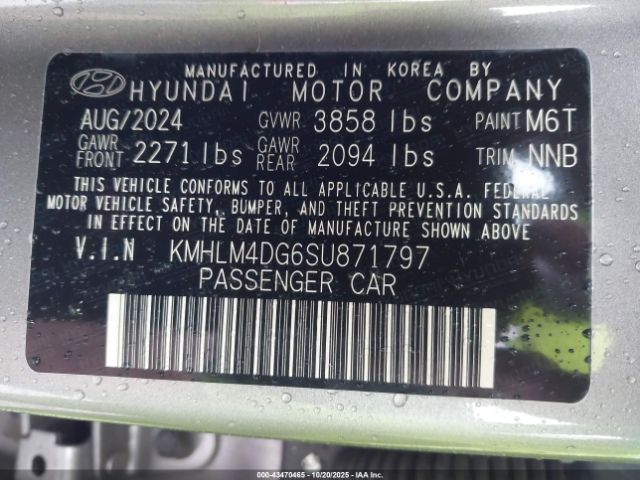 MANUFACTURED IN KOREA BY
HYUNDAI MOTOR COMPANY
AUG/2024 GVWR 3858 lbs PAINT M6T
GAWR FRONT 2271 lbs GAWR REAR 2094 lbs TRIM NNB
THIS VEHICLE CONFORMS TO ALL APPLICABLE U.S.A. FEDERAL
MOTOR VEHICLE SAFETY, BUMPER, AND THEFT PREVENTION STANDARDS
IN EFFECT ON THE DATE OF MANUFACTURE SHOWN ABOVE.
V.I.N KMHLM4DG6SU871797
PASSENGER CAR
000-43470465 - 10/20/2025 - IAA